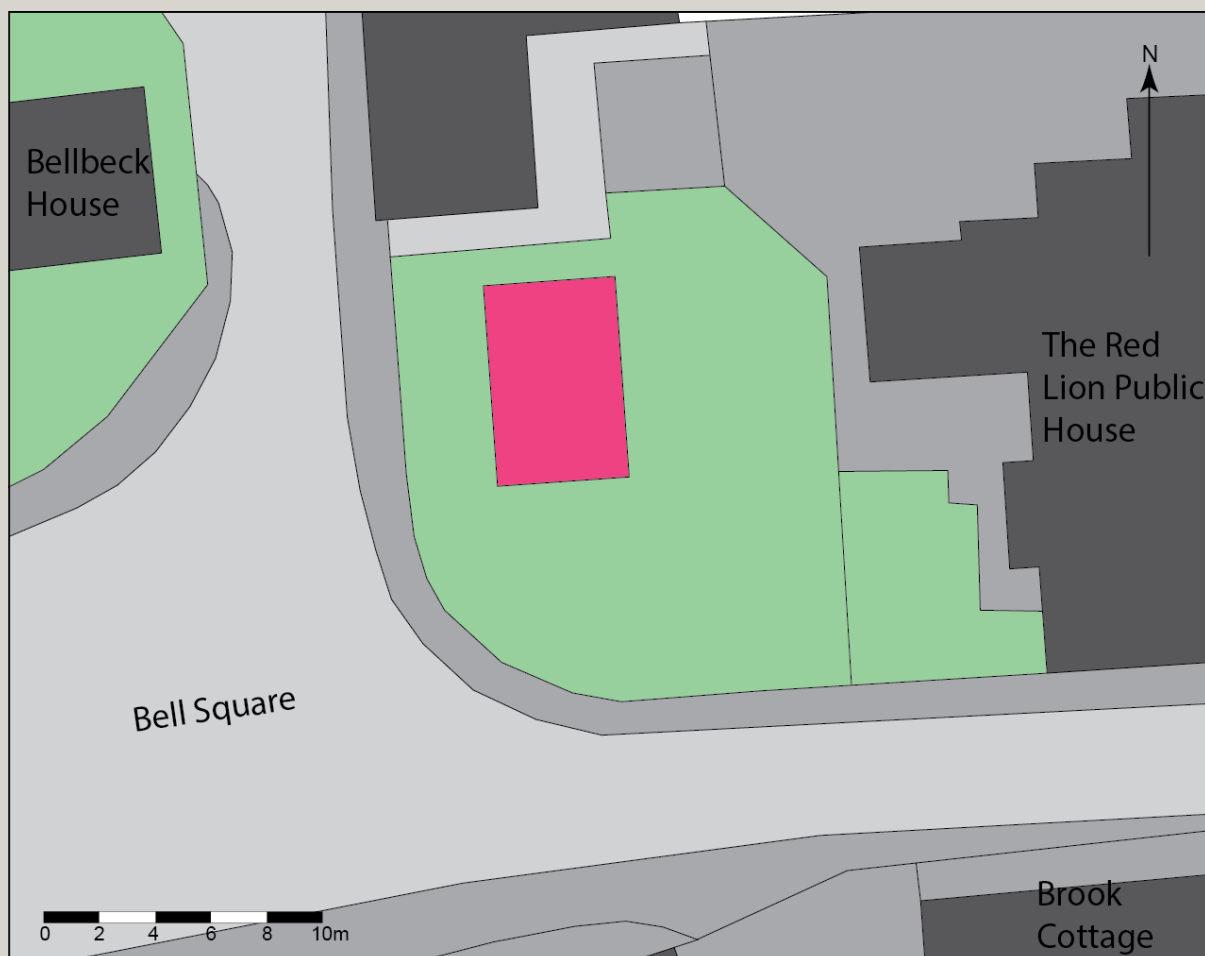 N
Bellbeck
House
The Red
Lion Public
House
Bell Square
Brook
Cottage
0 2 4 6 8 10m